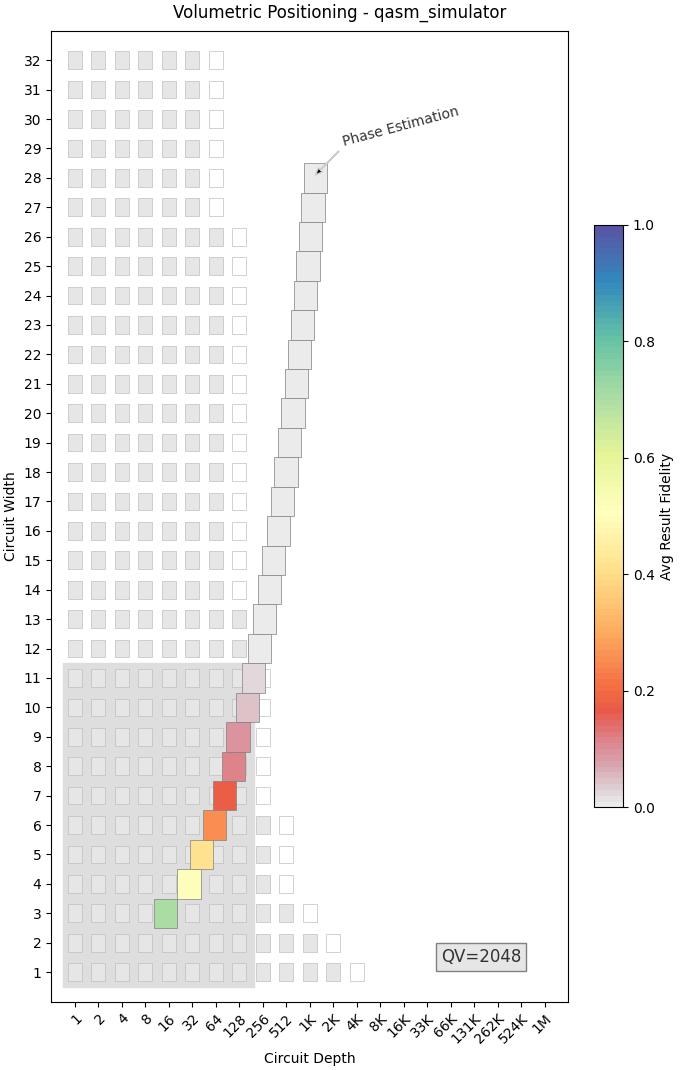 Volumetric Positioning - qasm_simulator
32
31
30
29
28
27
26
25
24
23
22
21
20
19
18
17
16
15
14
13
12
11
10
9
8
7
6
5
4
3
2
1
Circuit Width
Phase Estimation
QV=2048
1
2
4
8
16
32
64
128
256
512
1K
2K
4K
8K
16K
33K
66K
131K
262K
524K
1M
Circuit Depth
1.0
0.8
0.6
0.4
0.2
0.0
Avg Result Fidelity